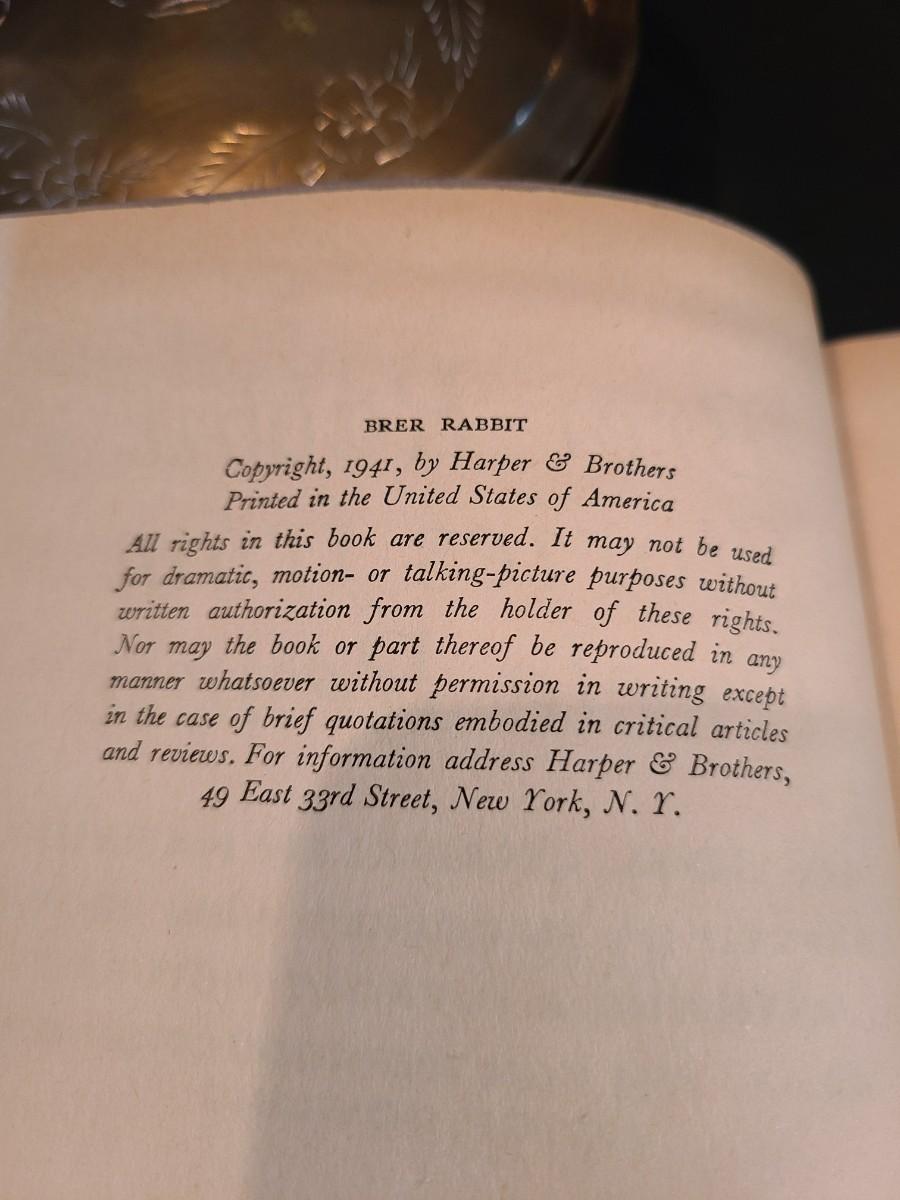 BRER RABBIT
Copyright, 1941, by Harper & Brothers
Printed in the United States of America
All rights in this book are reserved. It may not be used
for dramatic, motion- or talking-picture purposes without
written authorization from the holder of these rights.
Nor may the book or part thereof be reproduced in any
manner whatsoever without permission in writing except
in the case of brief quotations embodied in critical articles
and reviews. For information address Harper & Brothers,
49 East 33rd Street, New York, N. Y.